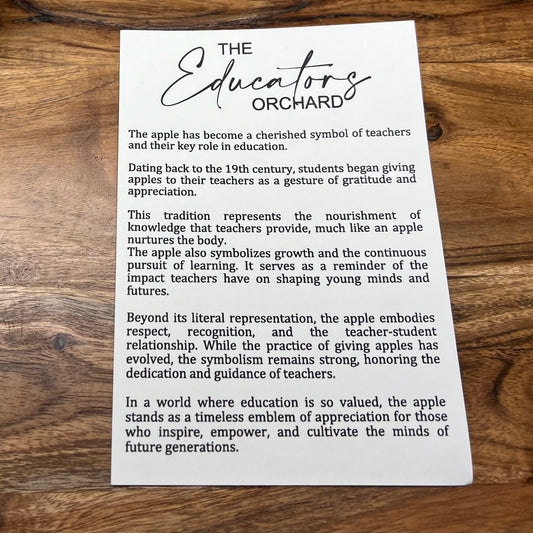 THE
Educators
ORCHARD
The apple has become a cherished symbol of teachers
and their key role in education.
Dating back to the 19th century, students began giving
apples to their teachers as a gesture of gratitude and
appreciation.
This tradition represents the nourishment of
knowledge that teachers provide, much like an apple
nurtures the body.
The apple also symbolizes growth and the continuous
pursuit of learning. It serves as a reminder of the
impact teachers have on shaping young minds and
futures.
Beyond its literal representation, the apple embodies
respect, recognition, and the teacher-student
relationship. While the practice of giving apples has
evolved, the symbolism remains strong, honoring the
dedication and guidance of teachers.
In a world where education is so valued, the apple
stands as a timeless emblem of appreciation for those
who inspire, empower, and cultivate the minds of
future generations.